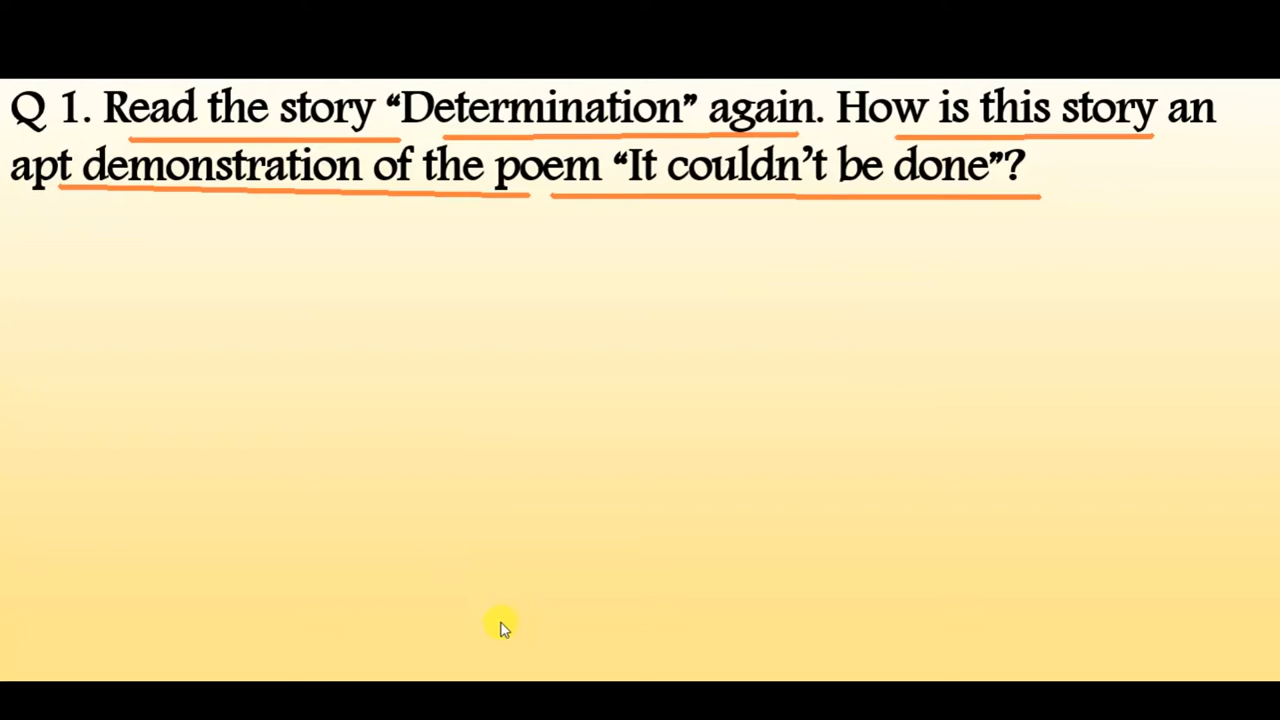 Q 1. Read the story “Determination” again. How is this story an
apt demonstration of the poem “It couldn’t be done”?